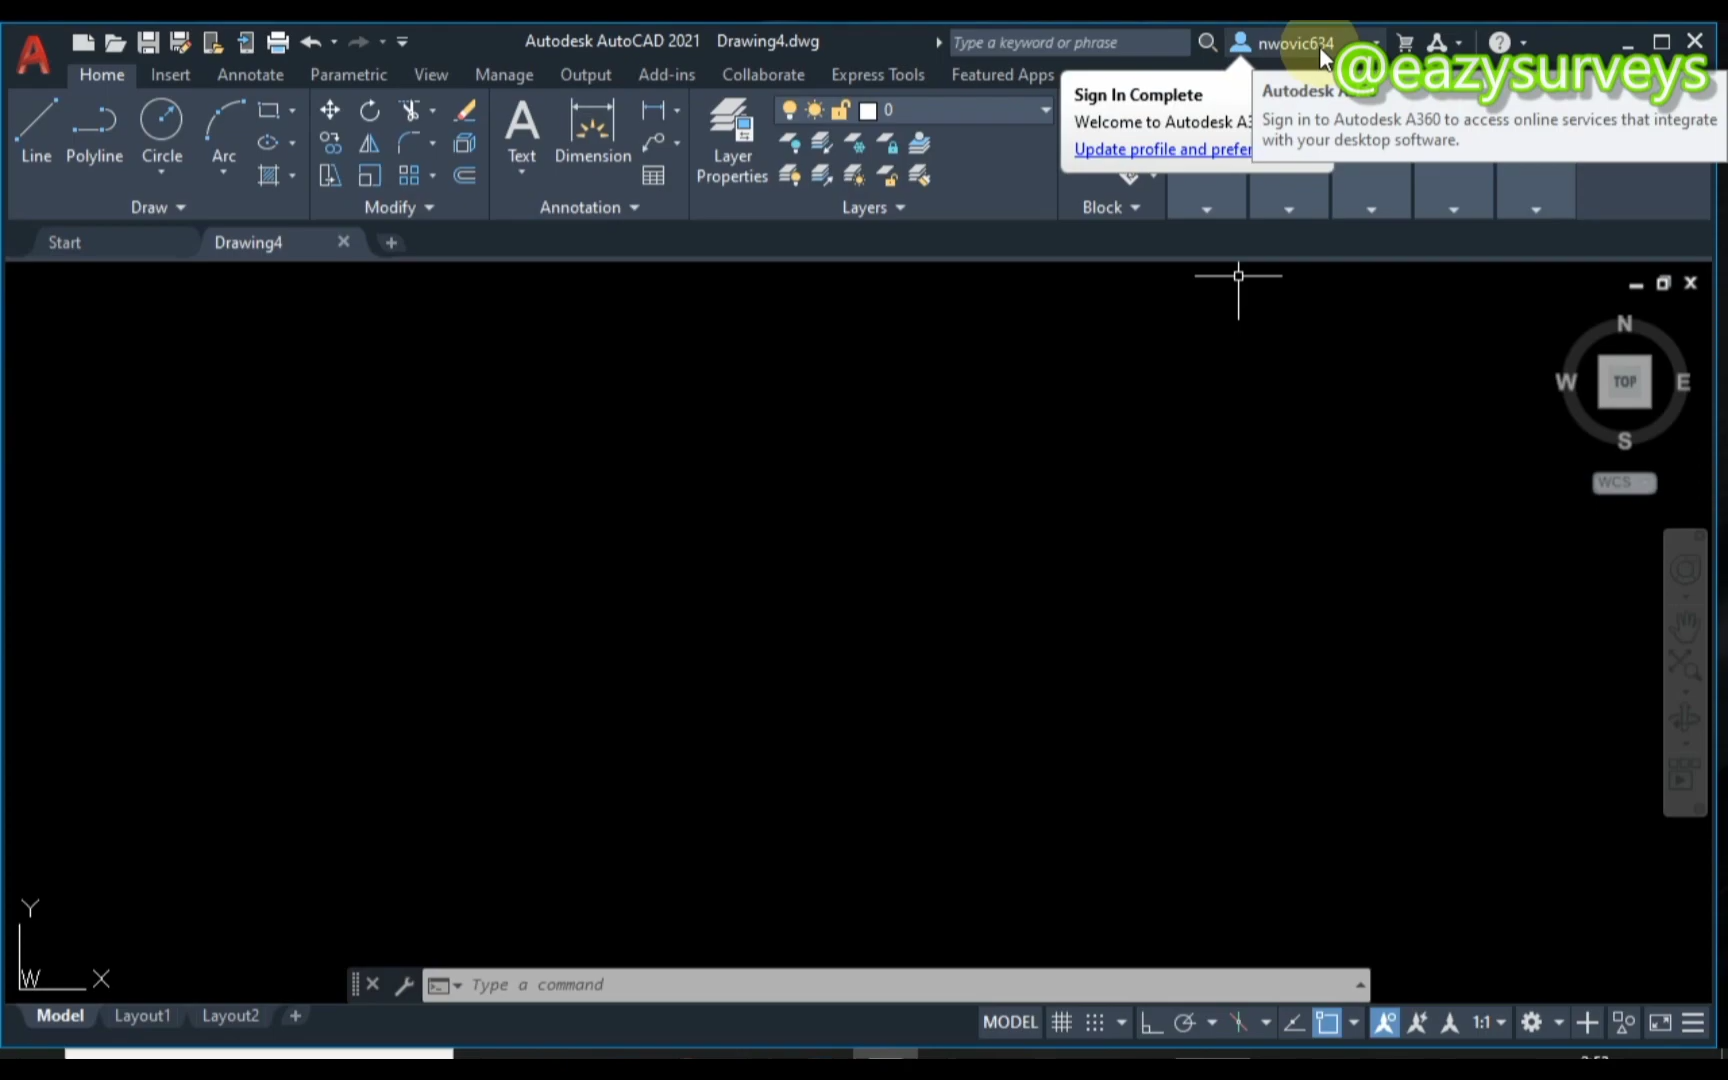 Autodesk AutoCAD 2021 Drawing4.dwg
Type a keyword or phrase
nwovic634
@eazysurveys
Home Insert Annotate Parametric View Manage Output Add-ins Collaborate Express Tools Featured Apps
Sign In Complete
Welcome to Autodesk
Update profile and
Autodesk
Sign in to Autodesk A360 to access online services that integrate
with your desktop software.
0
Line Polyline Circle Arc
Text Dimension
Layer
Properties
Draw Modify Annotation Layers Block
Start Drawing4
N
W TOP E
S
WCS
Y
W X
Type a command
Model Layout1 Layout2
MODEL 1:1